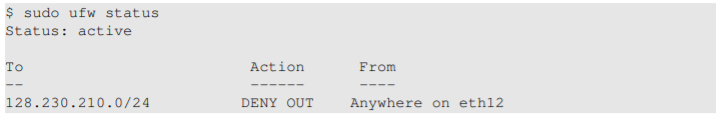 $ sudo ufw status
Status: active
To                         Action      From
--                         ------      ----
128.230.210.0/24           DENY OUT    Anywhere on eth12